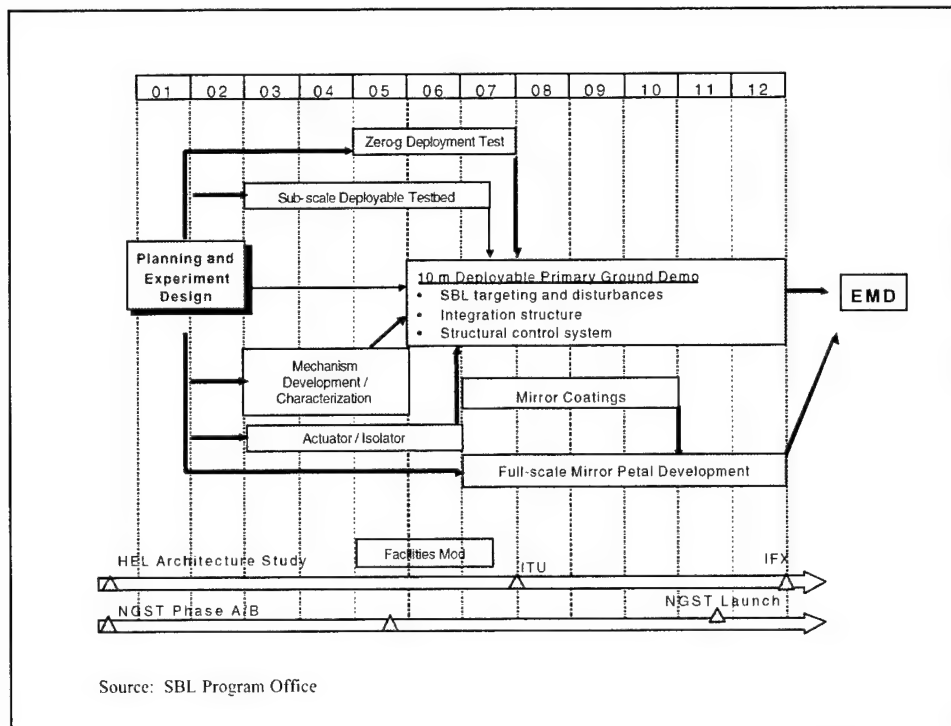 01 02 03 04 05 06 07 08 09 10 11 12
Zero-g Deployment Test
Sub-scale Deployable Testbed
Planning and
Experiment
Design
10 m Deployable Primary Ground Demo
• SBL targeting and disturbances
• Integration structure
• Structural control system
EMD
Mechanism
Development /
Characterization
Mirror Coatings
Actuator / Isolator
Full-scale Mirror Petal Development
Facilities Mod
HEL Architecture Study
ITU
IFX
NGST Phase A/B
NGST Launch
Source: SBL Program Office